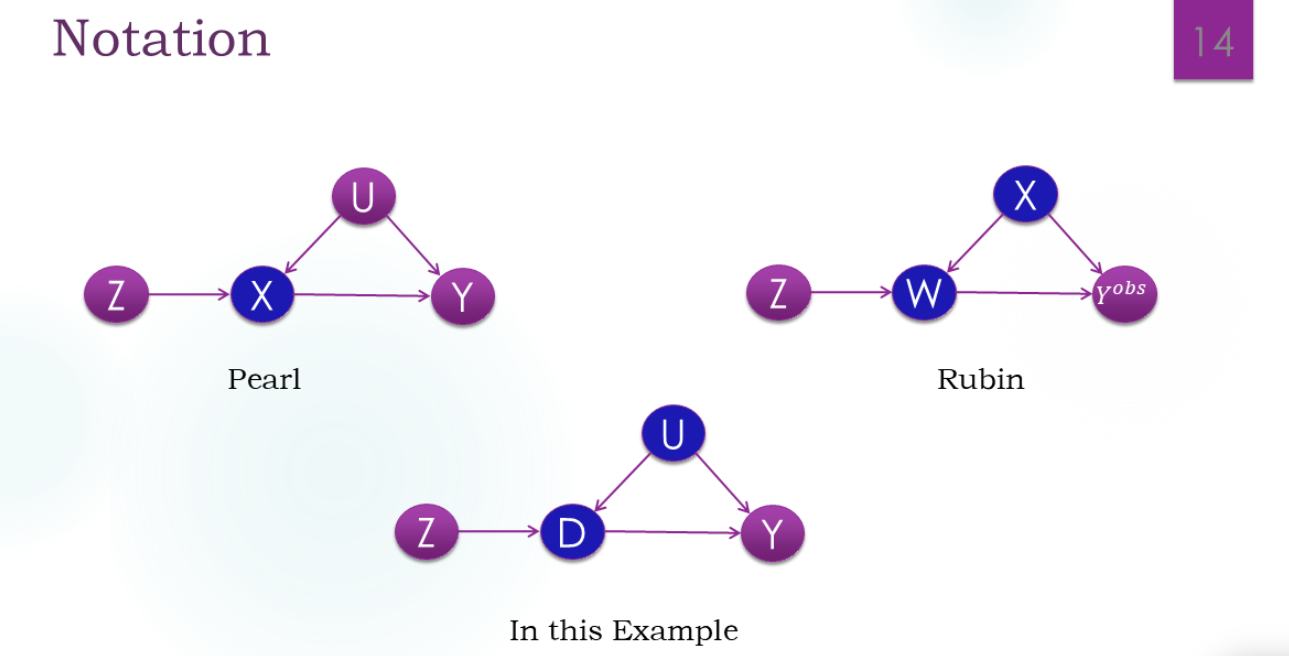 Notation
14
U
Z
X
Y
Pearl
X
Z
W
Y^obs
Rubin
U
Z
D
Y
In this Example